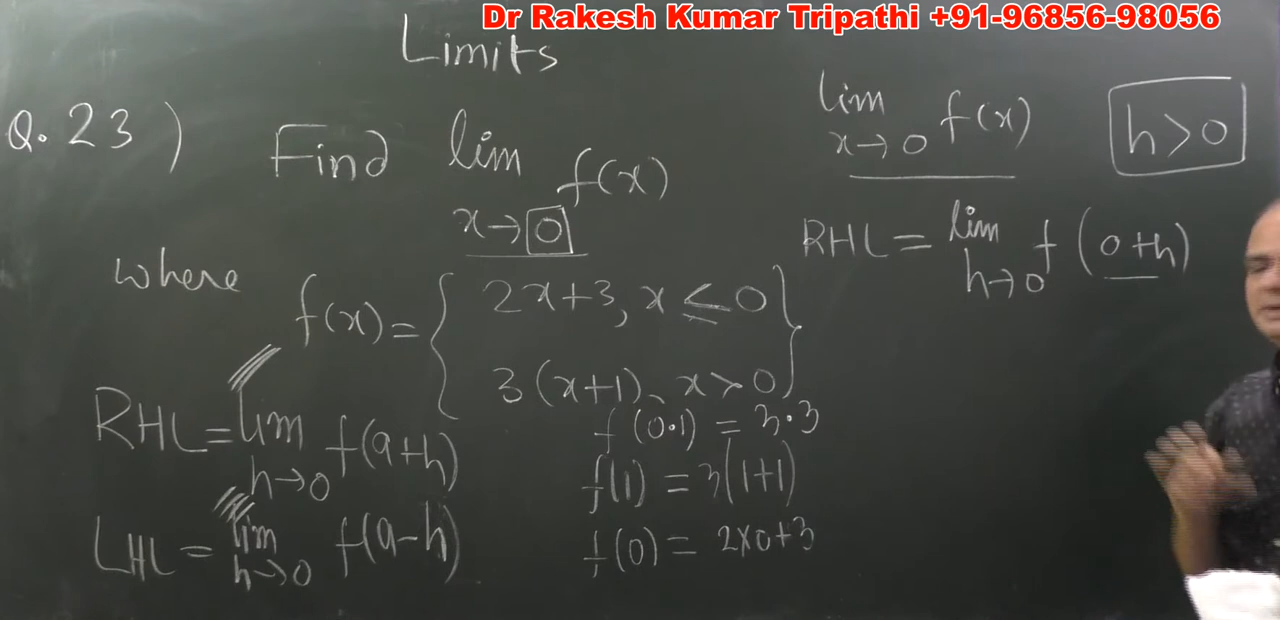 Dr Rakesh Kumar Tripathi +91-96856-98056
Limits
Q. 23) Find lim x→0 f(x)
where f(x) = { 2x+3, x ≤ 0
3(x+1), x > 0 }
RHL = lim h→0 f(a+h)
LHL = lim h→0 f(a-h)
f(0.1) = 3.3
f(1) = 3(1+1)
f(0) = 2×0+3
lim x→0 f(x)
h>0
RHL = lim h→0 f(0+h)